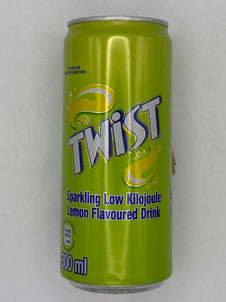 TWiST
Sparkling Low Kilojoule
Lemon Flavoured Drink
300 ml